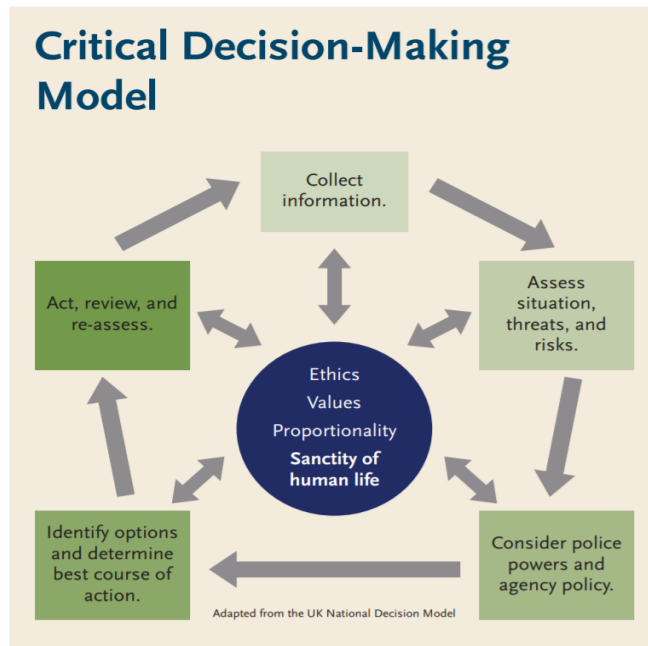 Critical Decision-Making
Model
Collect
information.
Assess
situation,
threats, and
risks.
Consider police
powers and
agency policy.
Identify options
and determine
best course of
action.
Act, review, and
re-assess.
Ethics
Values
Proportionality
Sanctity of
human life
Adapted from the UK National Decision Model